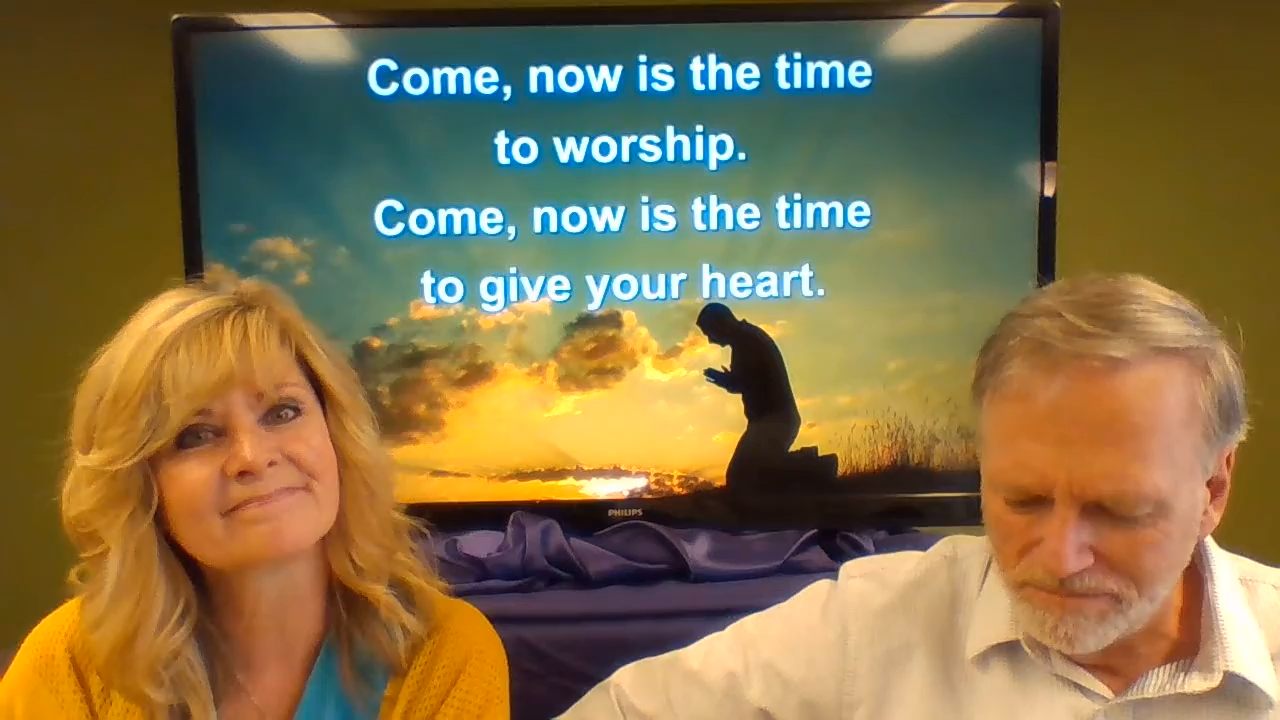 Come, now is the time
to worship.
Come, now is the time
to give your heart.
PHILIPS